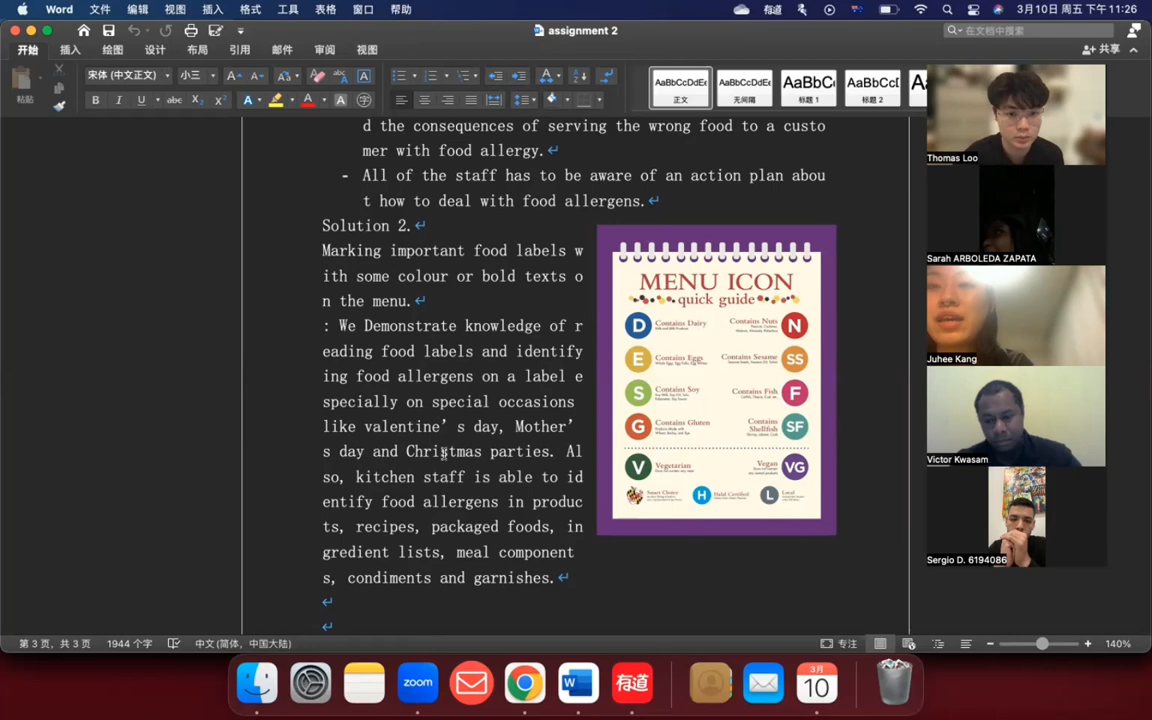 Word 文件 编辑 视图 插入 格式 工具 表格 窗口 帮助 有道 3月10日 周五 下午 11:26
assignment 2
在文档中搜索
开始 插入 绘图 设计 布局 引用 邮件 审阅 视图
共享
粘贴
宋体 (中文正文) 小三
AaBbCcDdEe AaBbCcDdEe AaBbC AaBbC
正文 无间隔 标题 1 标题 2
d the consequences of serving the wrong food to a custo
mer with food allergy.
- All of the staff has to be aware of an action plan abou
t how to deal with food allergens.
Solution 2.
Marking important food labels w
ith some colour or bold texts o
n the menu.
: We Demonstrate knowledge of r
eading food labels and identify
ing food allergens on a label e
specially on special occasions
like valentine’s day, Mother’
s day and Christmas parties. Al
so, kitchen staff is able to id
entify food allergens in produc
ts, recipes, packaged foods, in
gredient lists, meal component
s, condiments and garnishes.
MENU ICON
quick guide
D Contains Dairy
Contains Nuts N
E Contains Eggs
Contains Sesame SS
S Contains Soy
Contains Fish F
G Contains Gluten
Contains Shellfish SF
V Vegetarian
Vegan VG
Smart Choice
H Halal Certified
L Local
Thomas Loo
Sarah ARBOLEDA ZAPATA
Juhee Kang
Victor Kwasam
Sergio D. 6194086
第 3 页, 共 3 页 1944 个字 中文(简体, 中国大陆) 专注 140%
zoom
有道
3月
10